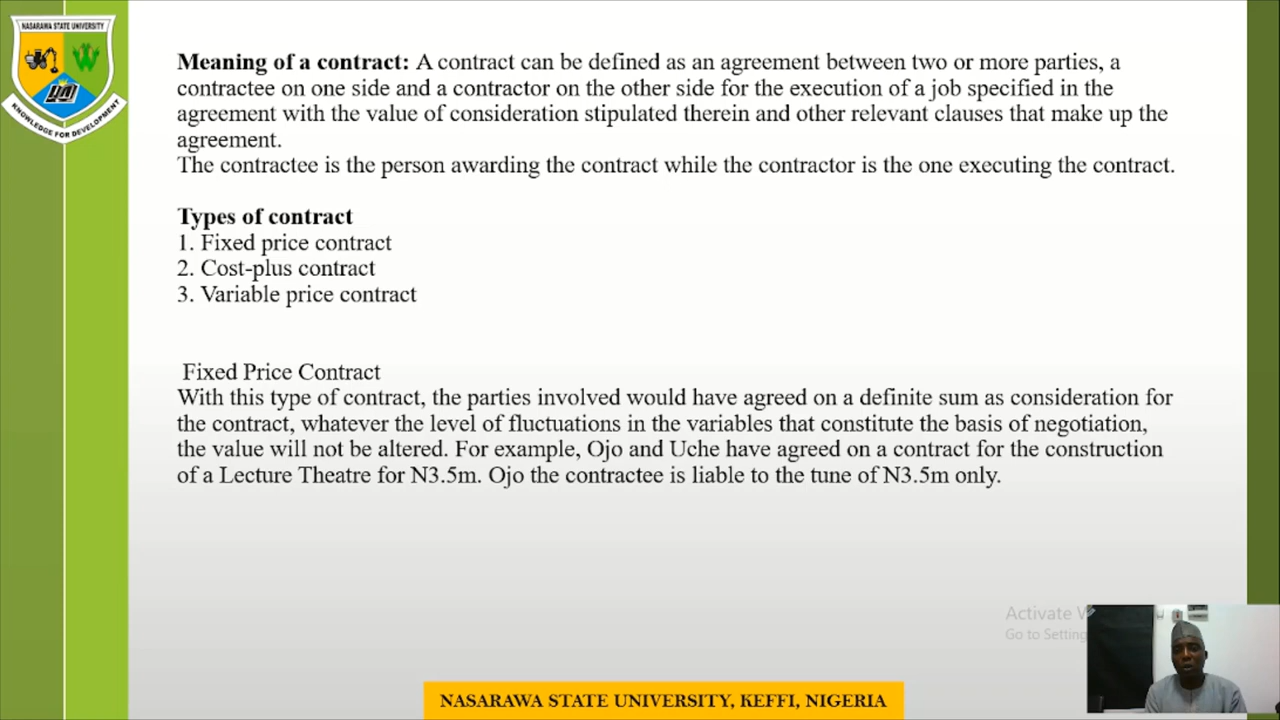 NASARAWA STATE UNIVERSITY
KNOWLEDGE FOR DEVELOPMENT
Meaning of a contract: A contract can be defined as an agreement between two or more parties, a
contractee on one side and a contractor on the other side for the execution of a job specified in the
agreement with the value of consideration stipulated therein and other relevant clauses that make up the
agreement.
The contractee is the person awarding the contract while the contractor is the one executing the contract.
Types of contract
1. Fixed price contract
2. Cost-plus contract
3. Variable price contract
Fixed Price Contract
With this type of contract, the parties involved would have agreed on a definite sum as consideration for
the contract, whatever the level of fluctuations in the variables that constitute the basis of negotiation,
the value will not be altered. For example, Ojo and Uche have agreed on a contract for the construction
of a Lecture Theatre for N3.5m. Ojo the contractee is liable to the tune of N3.5m only.
Activate
Go to Setting
NASARAWA STATE UNIVERSITY, KEFFI, NIGERIA